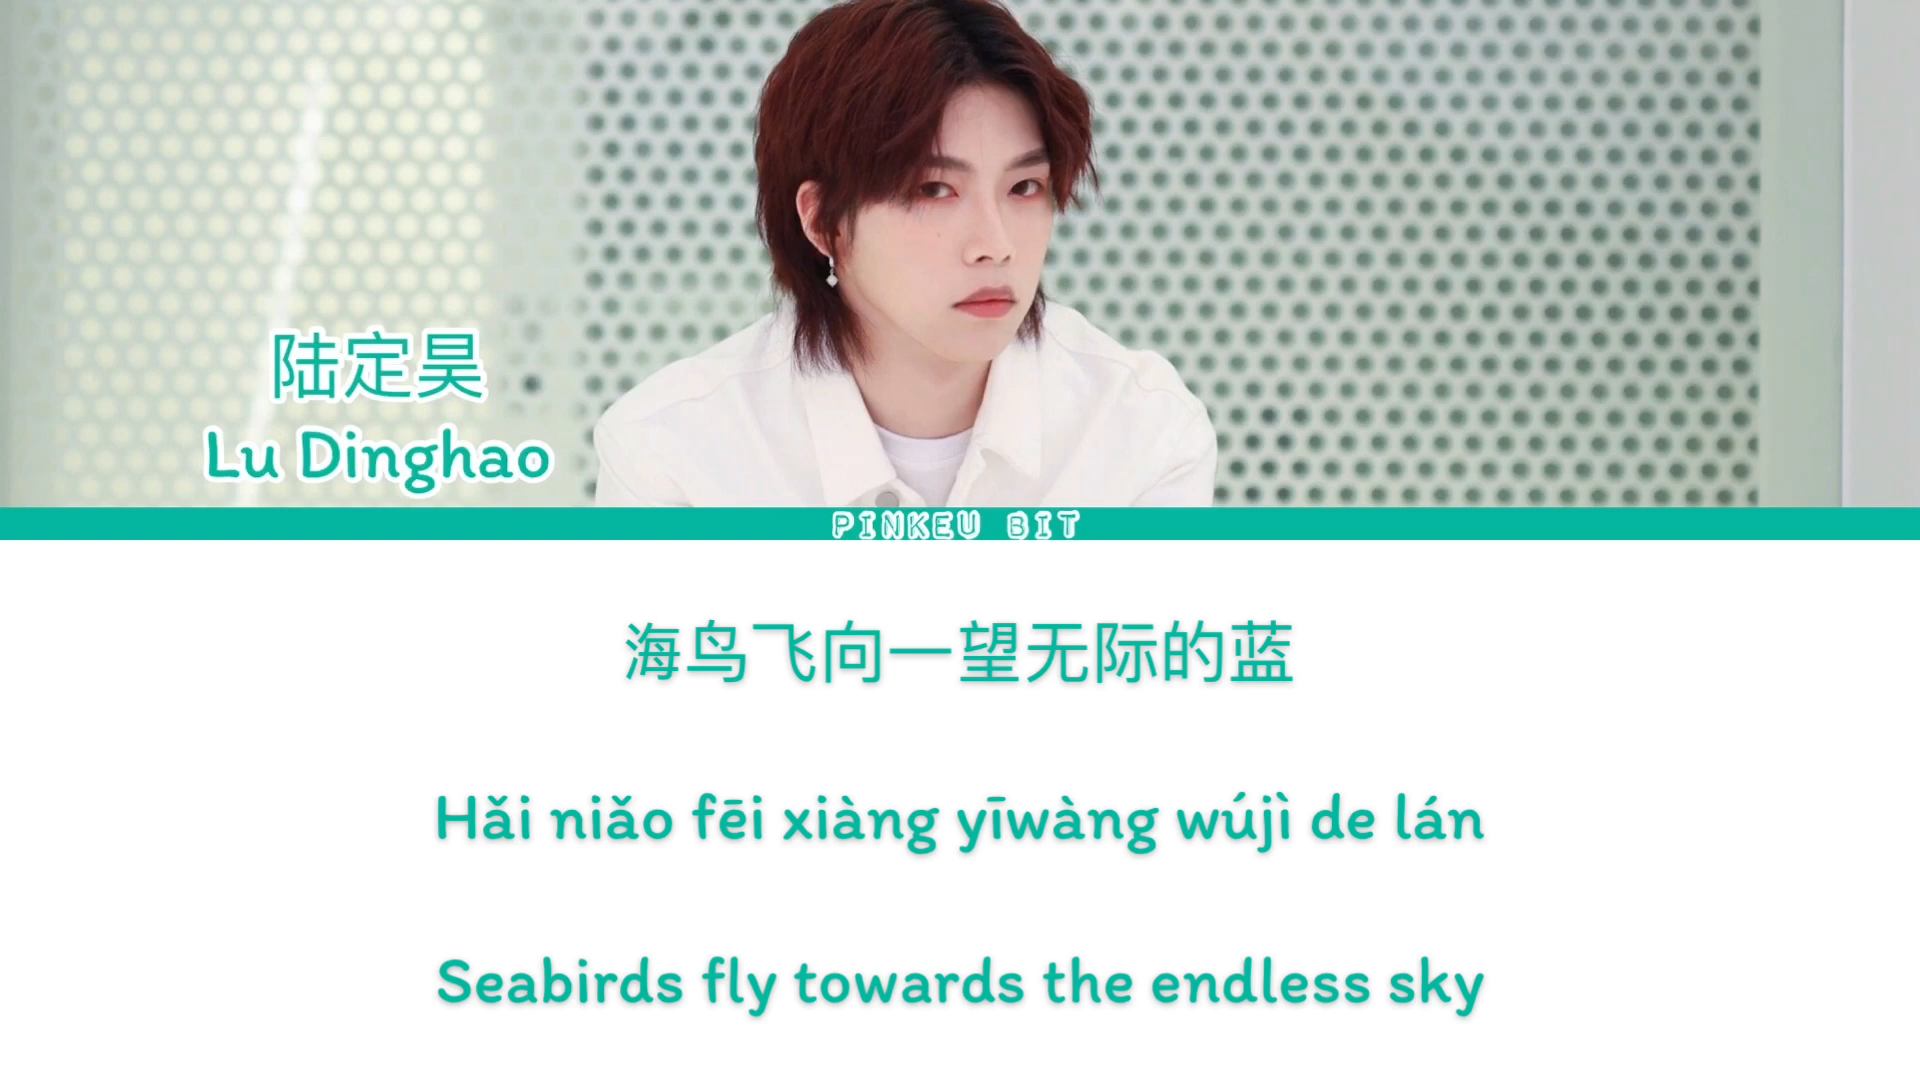 陆定昊
Lu Dinghao
PINKEU BIT
海鸟飞向一望无际的蓝
Hǎi niǎo fēi xiàng yīwàng wújì de lán
Seabirds fly towards the endless sky